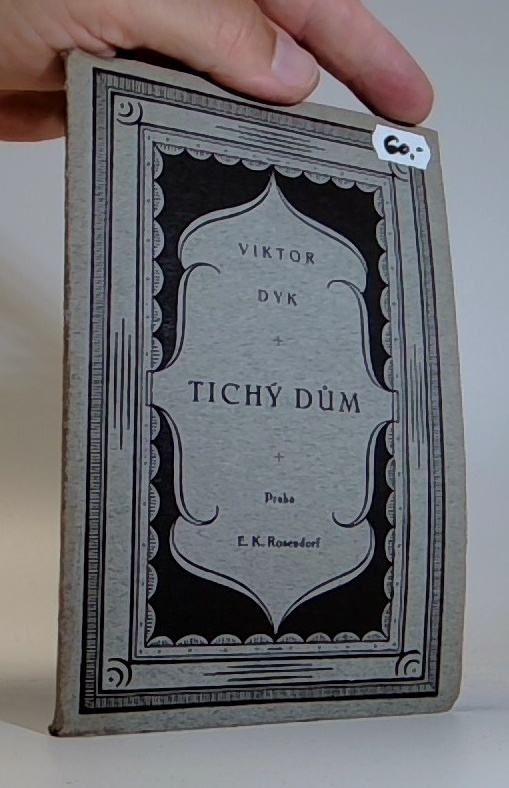 60.-
VIKTOR
DYK
TICHÝ DŮM
Praha
E. K. Rosendorf